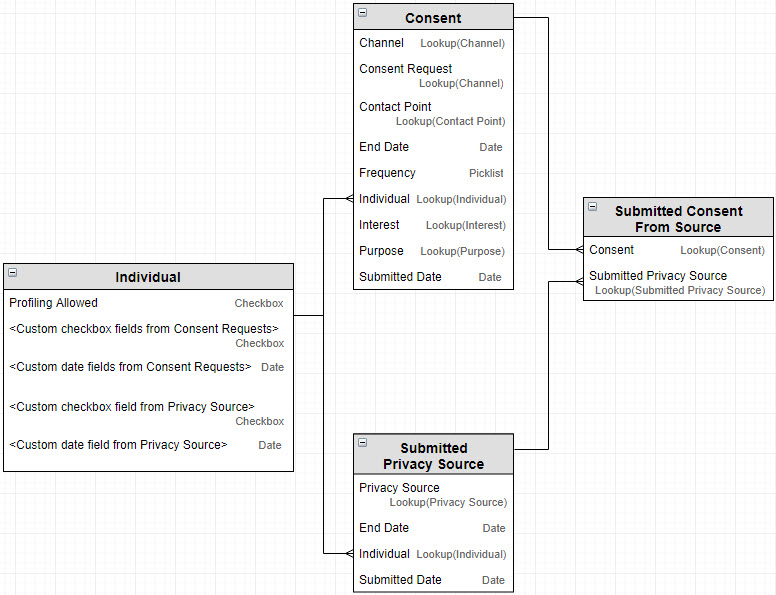 Consent
Channel Lookup(Channel)
Consent Request
Lookup(Channel)
Contact Point
Lookup(Contact Point)
End Date Date
Frequency Picklist
Individual Lookup(Individual)
Interest Lookup(Interest)
Purpose Lookup(Purpose)
Submitted Date Date
Submitted Consent
From Source
Consent Lookup(Consent)
Submitted Privacy Source
Lookup(Submitted Privacy Source)
Individual
Profiling Allowed Checkbox
<Custom checkbox fields from Consent Requests>
Checkbox
<Custom date fields from Consent Requests> Date
<Custom checkbox field from Privacy Source>
Checkbox
<Custom date field from Privacy Source> Date
Submitted
Privacy Source
Privacy Source
Lookup(Privacy Source)
End Date Date
Individual Lookup(Individual)
Submitted Date Date